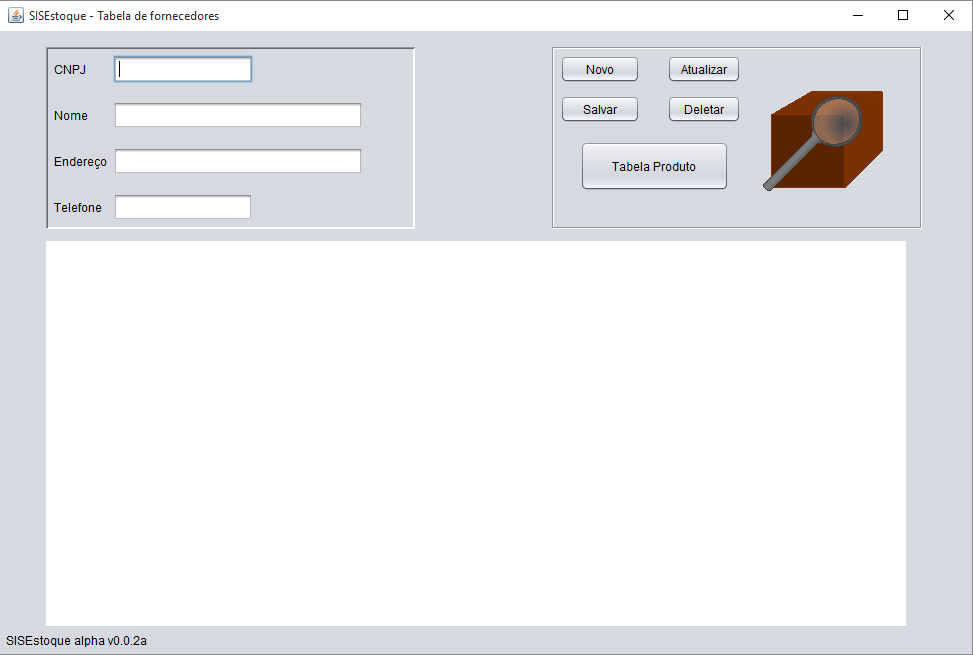 SISEstoque - Tabela de fornecedores
CNPJ
Nome
Endereço
Telefone
Novo
Atualizar
Salvar
Deletar
Tabela Produto
SISEstoque alpha v0.0.2a